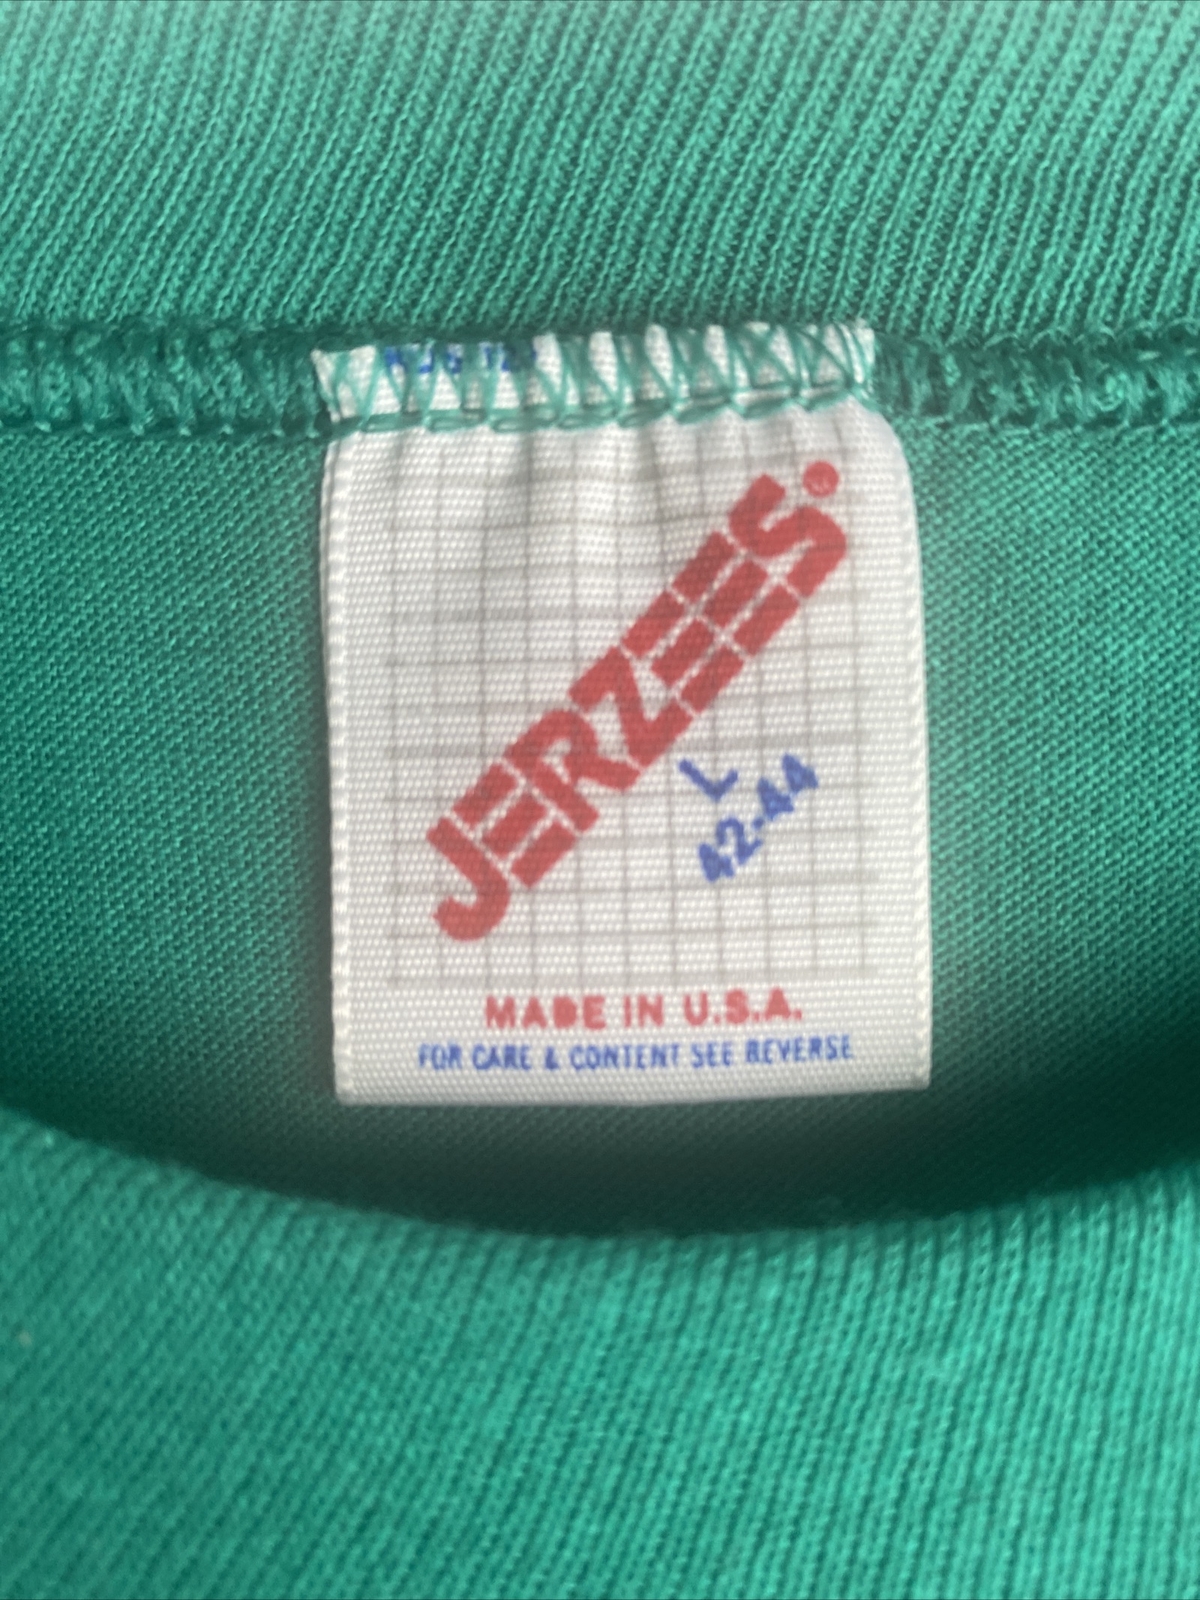 JERZEES
L
42-44
MADE IN U.S.A.
FOR CARE & CONTENT SEE REVERSE